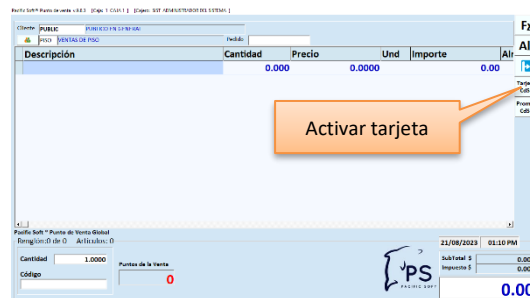 Pacific Soft® Punto de venta v.8.0.3 [Caja 1 CAJA 1 ] [Cajero: SIST ADMINISTRADOR DEL SISTEMA ]
Cliente PUBLIC PUBLICO EN GENERAL
PISO VENTAS DE PISO Pedido
Descripción Cantidad Precio Und Importe Alm
0.000 0.0000 0.00
Activar tarjeta
Pacific Soft ® Punto de Venta Global
Renglón:0 de 0 Artículos: 0
21/08/2023 01:10 PM
Cantidad 1.0000
Código
Puntos de la Venta
0
PS
PACIFIC SOFT
SubTotal $ 0.00
Impuesto $ 0.00
0.00